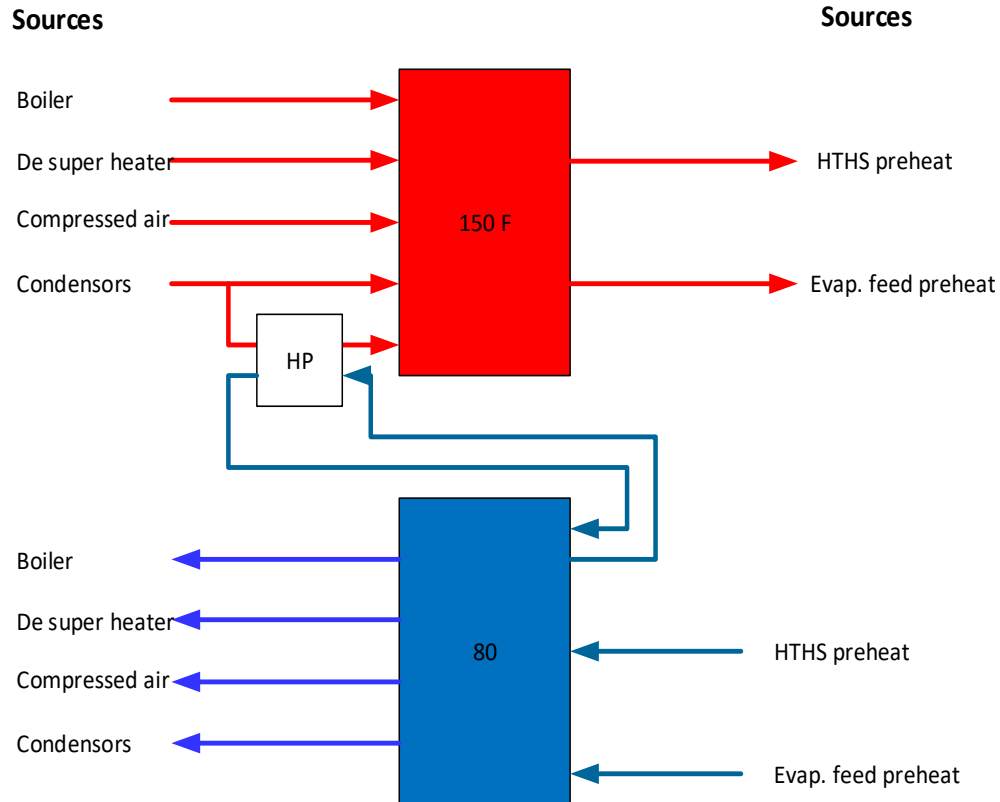 Sources
Sources
Boiler
De super heater
Compressed air
Condensors
150 F
HTHS preheat
Evap. feed preheat
HP
Boiler
De super heater
Compressed air
Condensors
80
HTHS preheat
Evap. feed preheat